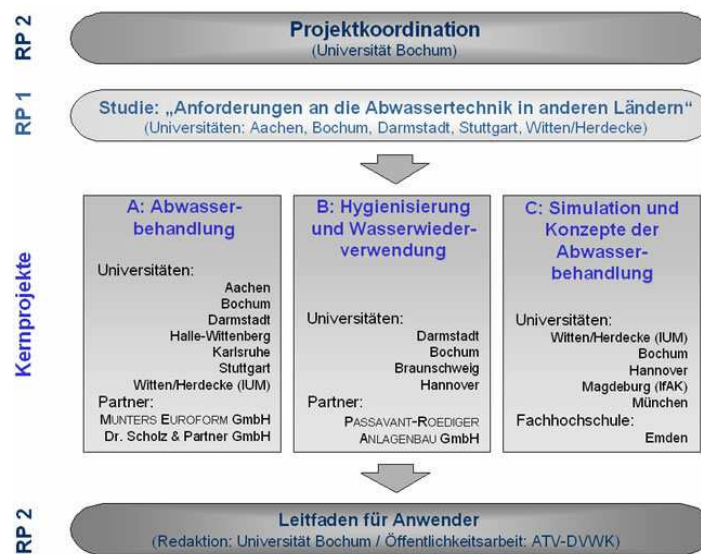 RP 2
Projektkoordination
(Universität Bochum)
RP 1
Studie: „Anforderungen an die Abwassertechnik in anderen Ländern“
(Universitäten: Aachen, Bochum, Darmstadt, Stuttgart, Witten/Herdecke)
Kernprojekte
A: Abwasser-
behandlung
Universitäten:
Aachen
Bochum
Darmstadt
Halle-Wittenberg
Karlsruhe
Stuttgart
Witten/Herdecke (IUM)
Partner:
MUNTERS EUROFORM GmbH
Dr. Scholz & Partner GmbH
B: Hygienisierung
und Wasserwieder-
verwendung
Universitäten:
Darmstadt
Bochum
Braunschweig
Hannover
Partner:
PASSAVANT-ROEDIGER
ANLAGENBAU GmbH
C: Simulation und
Konzepte der
Abwasser-
behandlung
Universitäten:
Witten/Herdecke (IUM)
Bochum
Hannover
Magdeburg (IfAK)
München
Fachhochschule:
Emden
RP 2
Leitfaden für Anwender
(Redaktion: Universität Bochum / Öffentlichkeitsarbeit: ATV-DVWK)